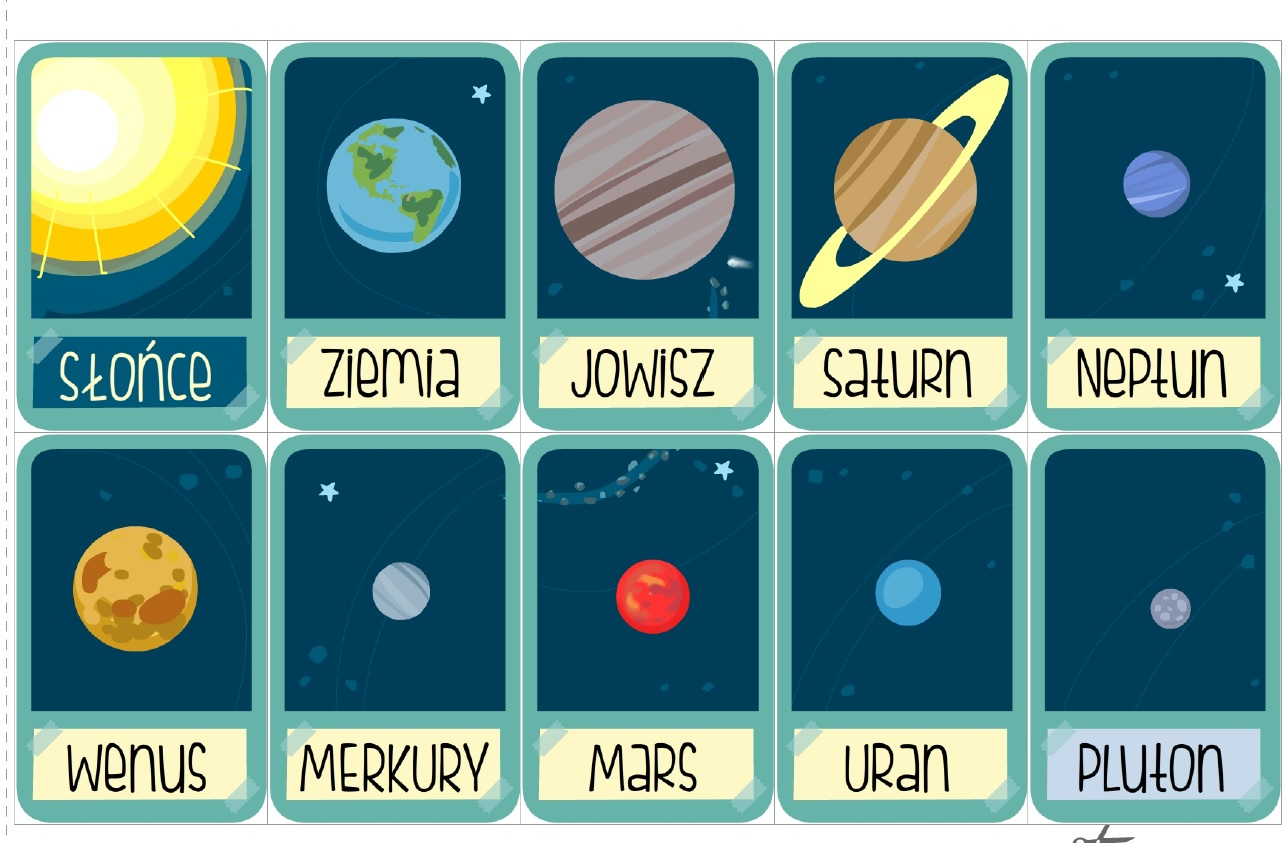 SŁOŃCE
ZIEMIA
JOWISZ
SATURN
NEPTUN
WENUS
MERKURY
MARS
URAN
PLUTON